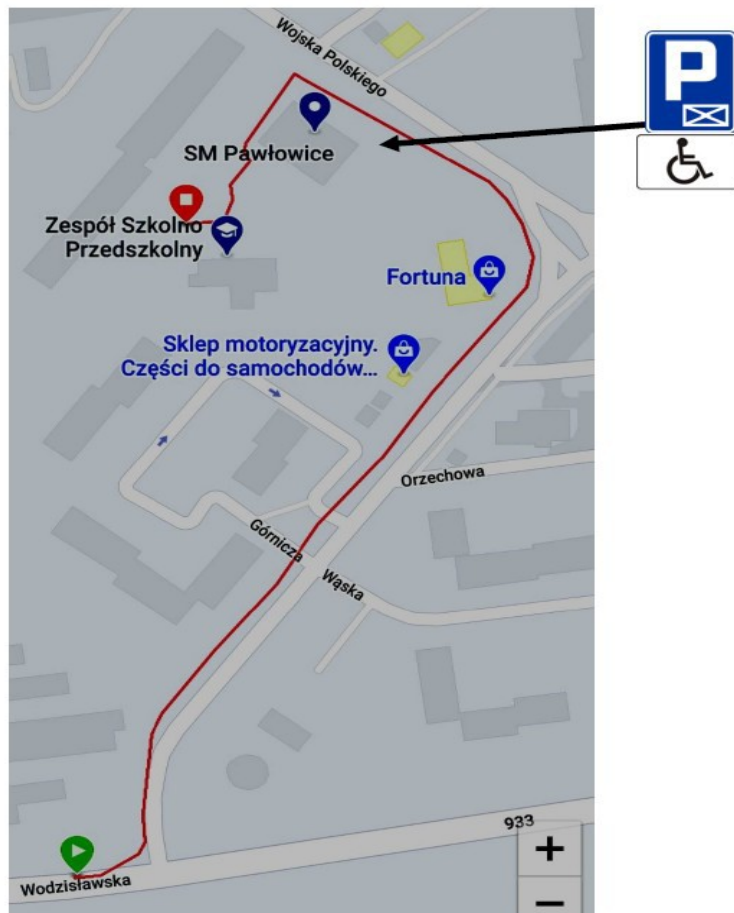 Wojska Polskiego
P
SM Pawłowice
Zespół Szkolno
Przedszkolny
Fortuna
Sklep motoryzacyjny.
Części do samochodów...
Orzechowa
Górnicza
Wąska
933
+
Wodzisławska
−